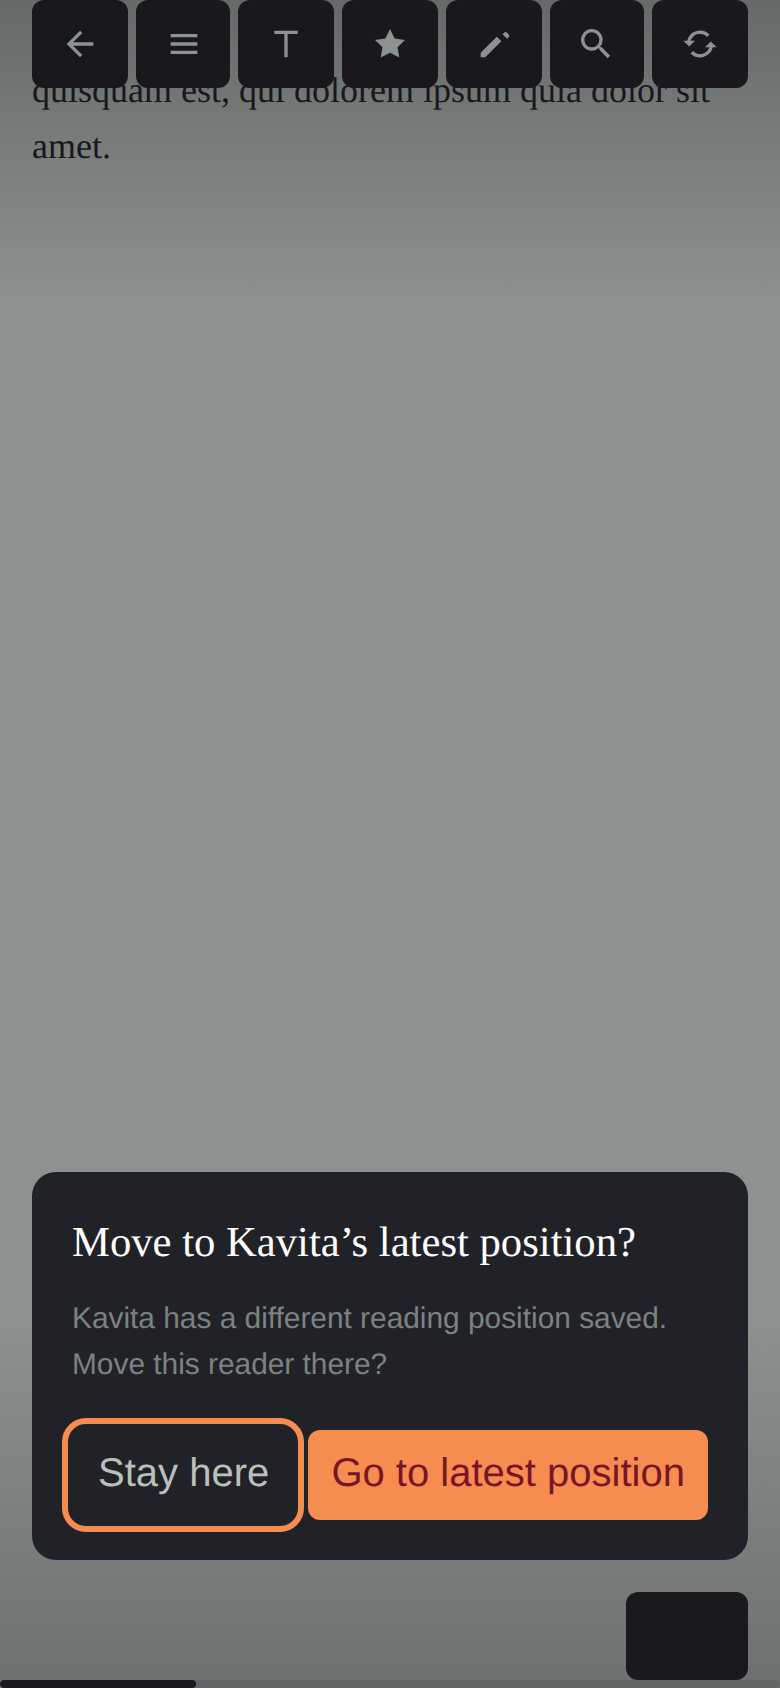 quisquam est, qui dolorem ipsum quia dolor sit
amet.
Move to Kavita’s latest position?
Kavita has a different reading position saved.
Move this reader there?
Stay here
Go to latest position